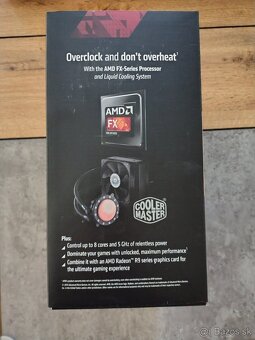 Overclock and don't overheat¹
With the AMD FX-Series Processor
and Liquid Cooling System
AMD
FX
COOLER
MASTER
Plus:
• Control up to 8 cores and 5 GHz of relentless power
• Dominate your games with unlocked, maximum performance¹
• Combine it with an AMD Radeon™ R9 series graphics card for
the ultimate gaming experience